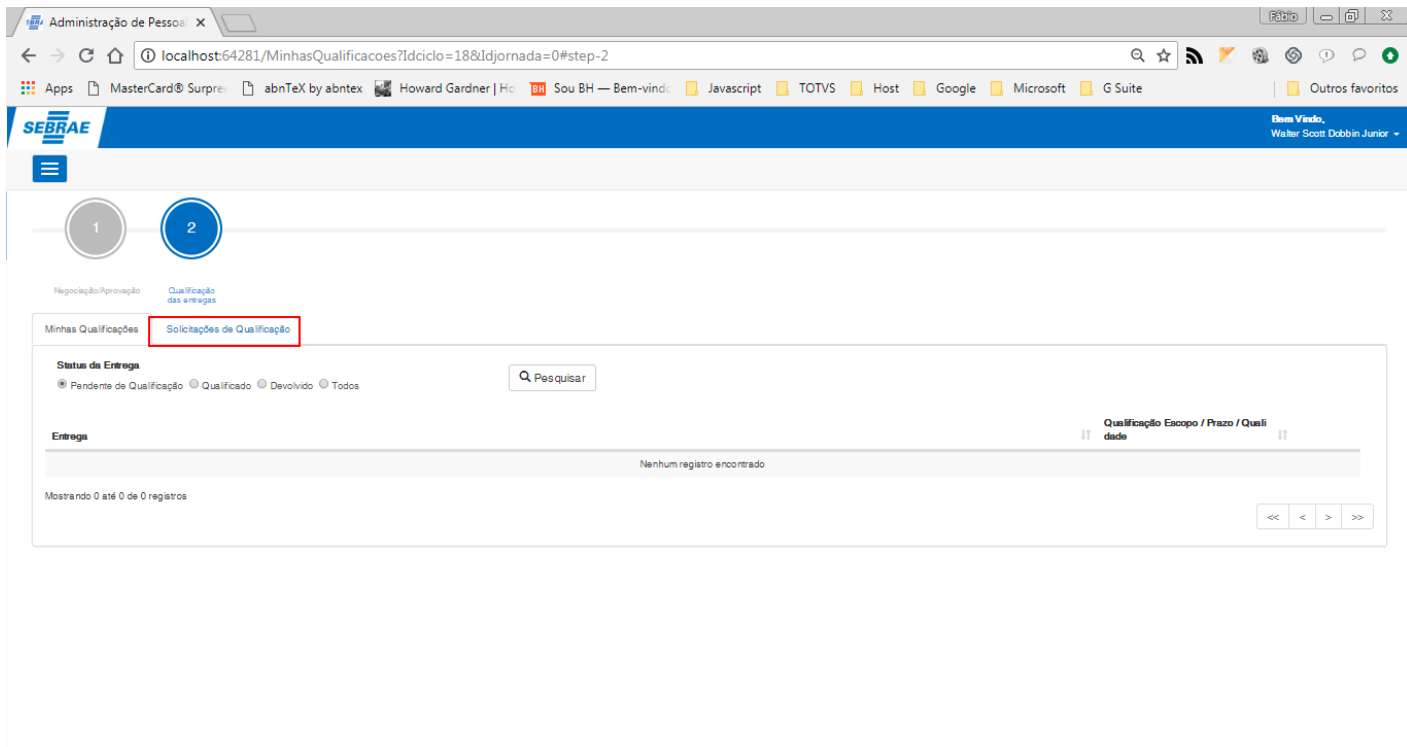 Administração de Pessoal
Fábio
localhost:64281/MinhasQualificacoes?Idciclo=18&Idjornada=0#step-2
Apps MasterCard® Surpre abnTeX by abntex Howard Gardner | Ho BH Sou BH — Bem-vind Javascript TOTVS Host Google Microsoft G Suite Outros favoritos
SEBRAE
Bem Vindo,
Walter Scott Dobbin Junior
1 2
Negociação/Aprovação
Qualificação
das entregas
Minhas Qualificações Solicitações de Qualificação
Status da Entrega
Pendente de Qualificação Qualificado Devolvido Todos
Pesquisar
Entrega
Qualificação Escopo / Prazo / Quali
dade
Nenhum registro encontrado
Mostrando 0 até 0 de 0 registros
<< < > >>